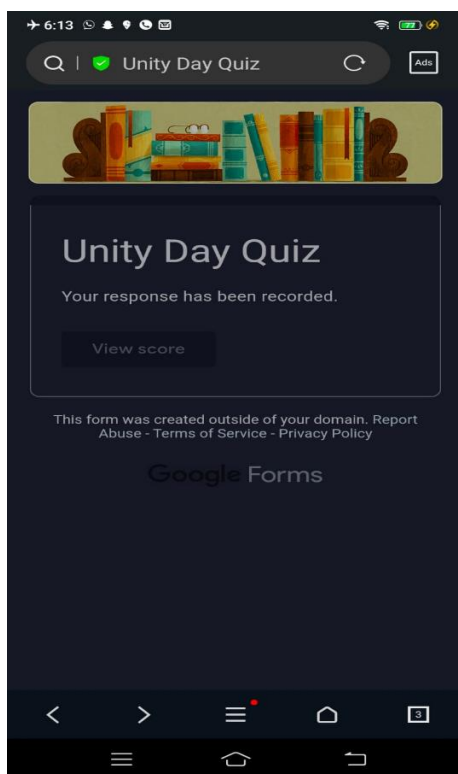 6:13
77
Unity Day Quiz
Ads
Unity Day Quiz
Your response has been recorded.
View score
This form was created outside of your domain. Report
Abuse - Terms of Service - Privacy Policy
Google Forms
3